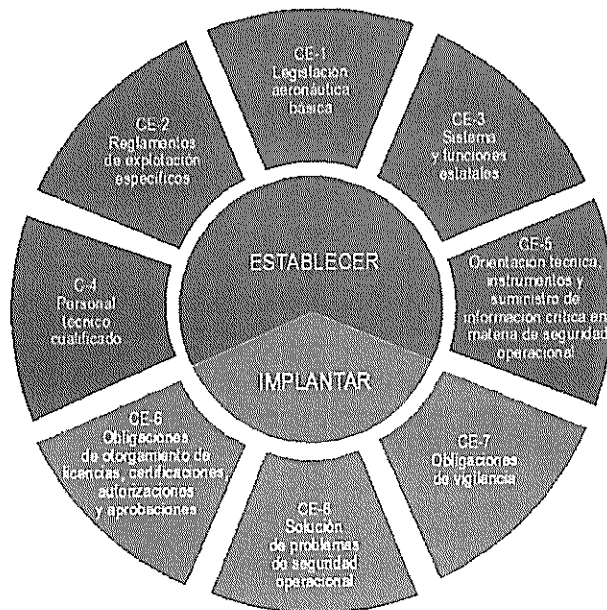 CE-1
Legislación
aeronáutica
básica
CE-2
Reglamentos
de explotación
específicos
CE-3
Sistema
y funciones
estatales
C-4
Personal
técnico
cualificado
ESTABLECER
CE-5
Orientación técnica,
instrumentos y
suministro de
información crítica en
materia de seguridad
operacional
IMPLANTAR
CE-6
Obligaciones
de otorgamiento de
licencias, certificaciones,
autorizaciones
y aprobaciones
CE-7
Obligaciones
de vigilancia
CE-8
Solución
de problemas
de seguridad
operacional